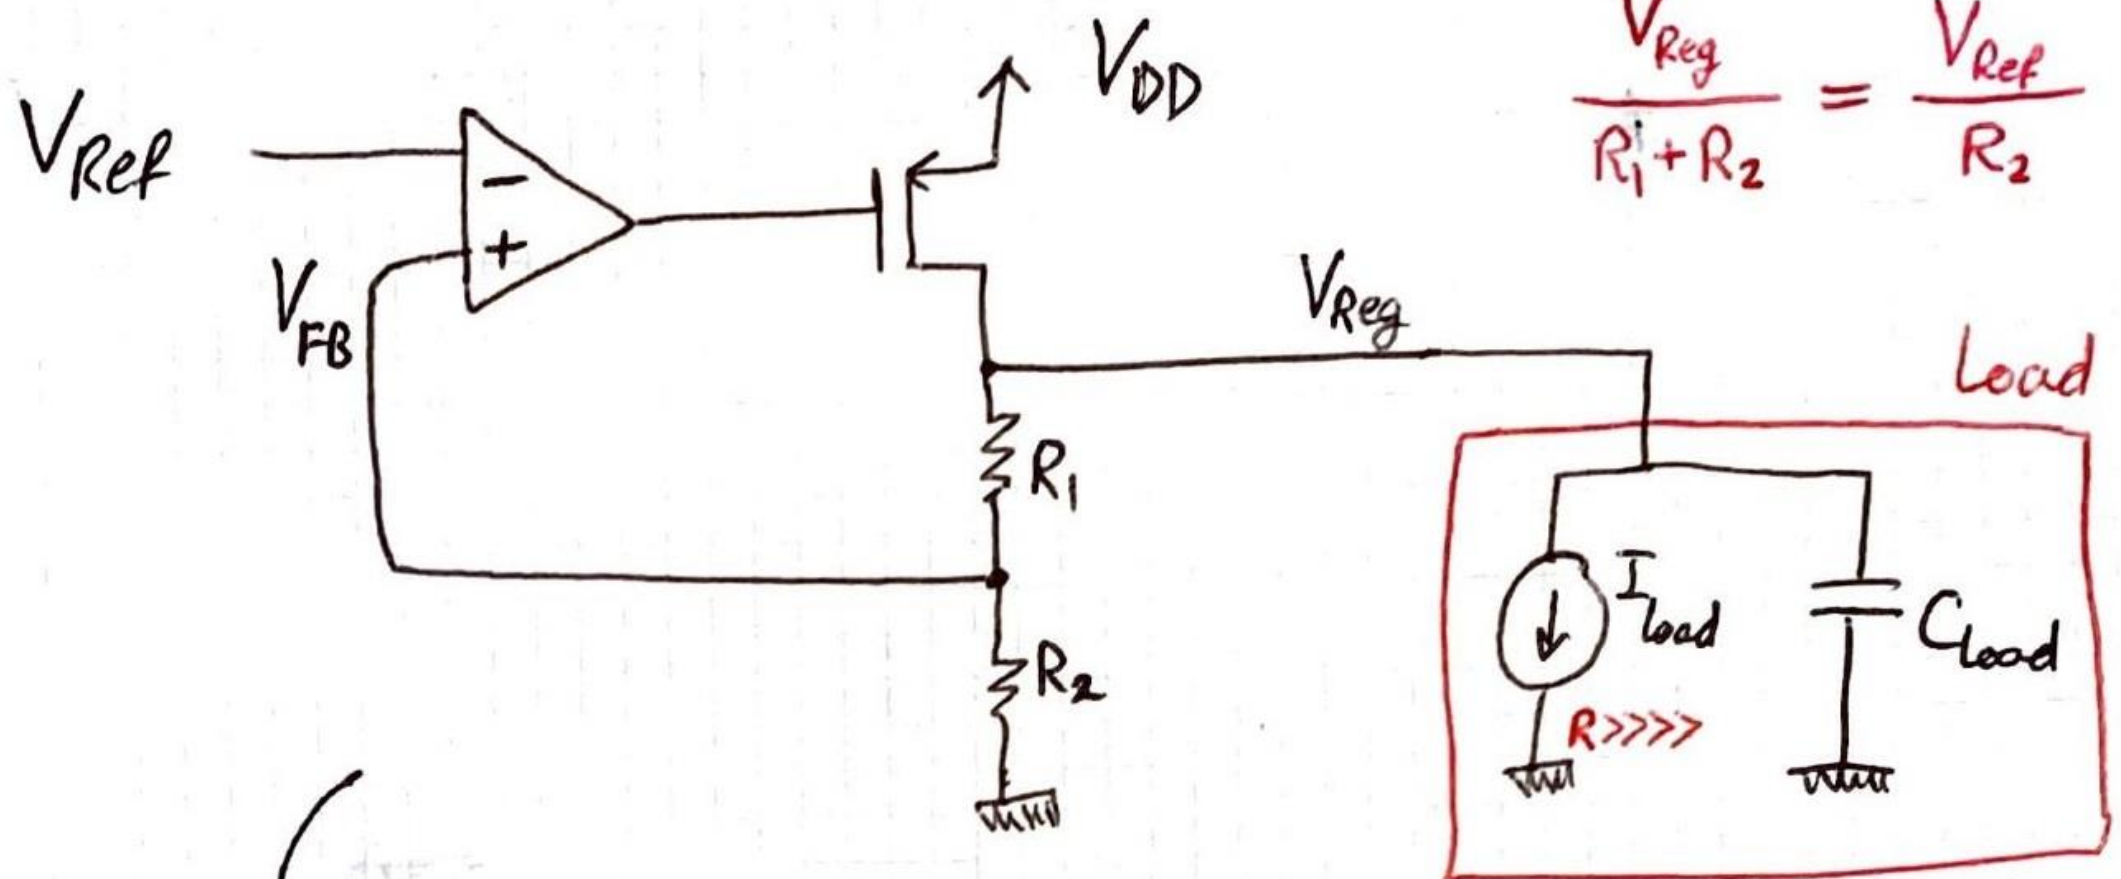 V_DD
V_Reg / (R₁+R₂) = V_Ref / R₂
V_Ref
−
+
V_FB
V_Reg
Load
R₁
I_load
C_load
R₂
R>>>>